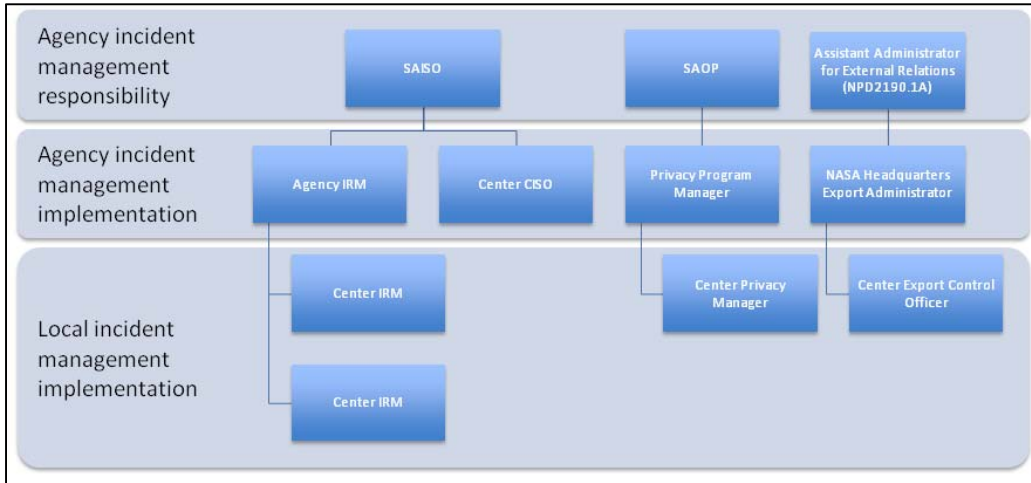 Agency incident
management
responsibility
SAISO
SAOP
Assistant Administrator
for External Relations
(NPD2190.1A)
Agency incident
management
implementation
Agency IRM
Center CISO
Privacy Program
Manager
NASA Headquarters
Export Administrator
Local incident
management
implementation
Center IRM
Center Privacy
Manager
Center Export Control
Officer
Center IRM